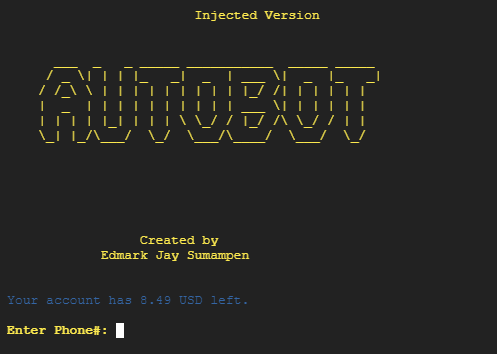 Injected Version
AUTOBOT
Created by
Edmark Jay Sumampen
Your account has 8.49 USD left.
Enter Phone#: